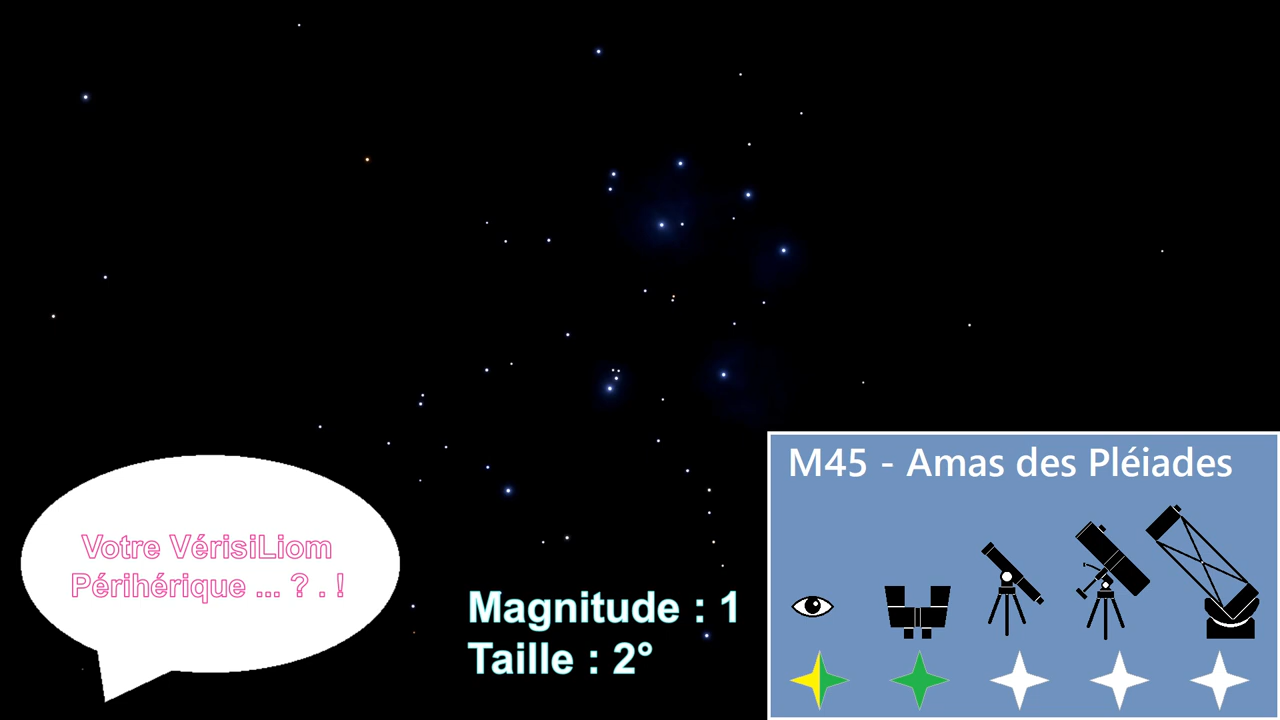 M45 - Amas des Pléiades
Votre VérisiLiom
Périhérique ... ? . !
Magnitude : 1
Taille : 2°